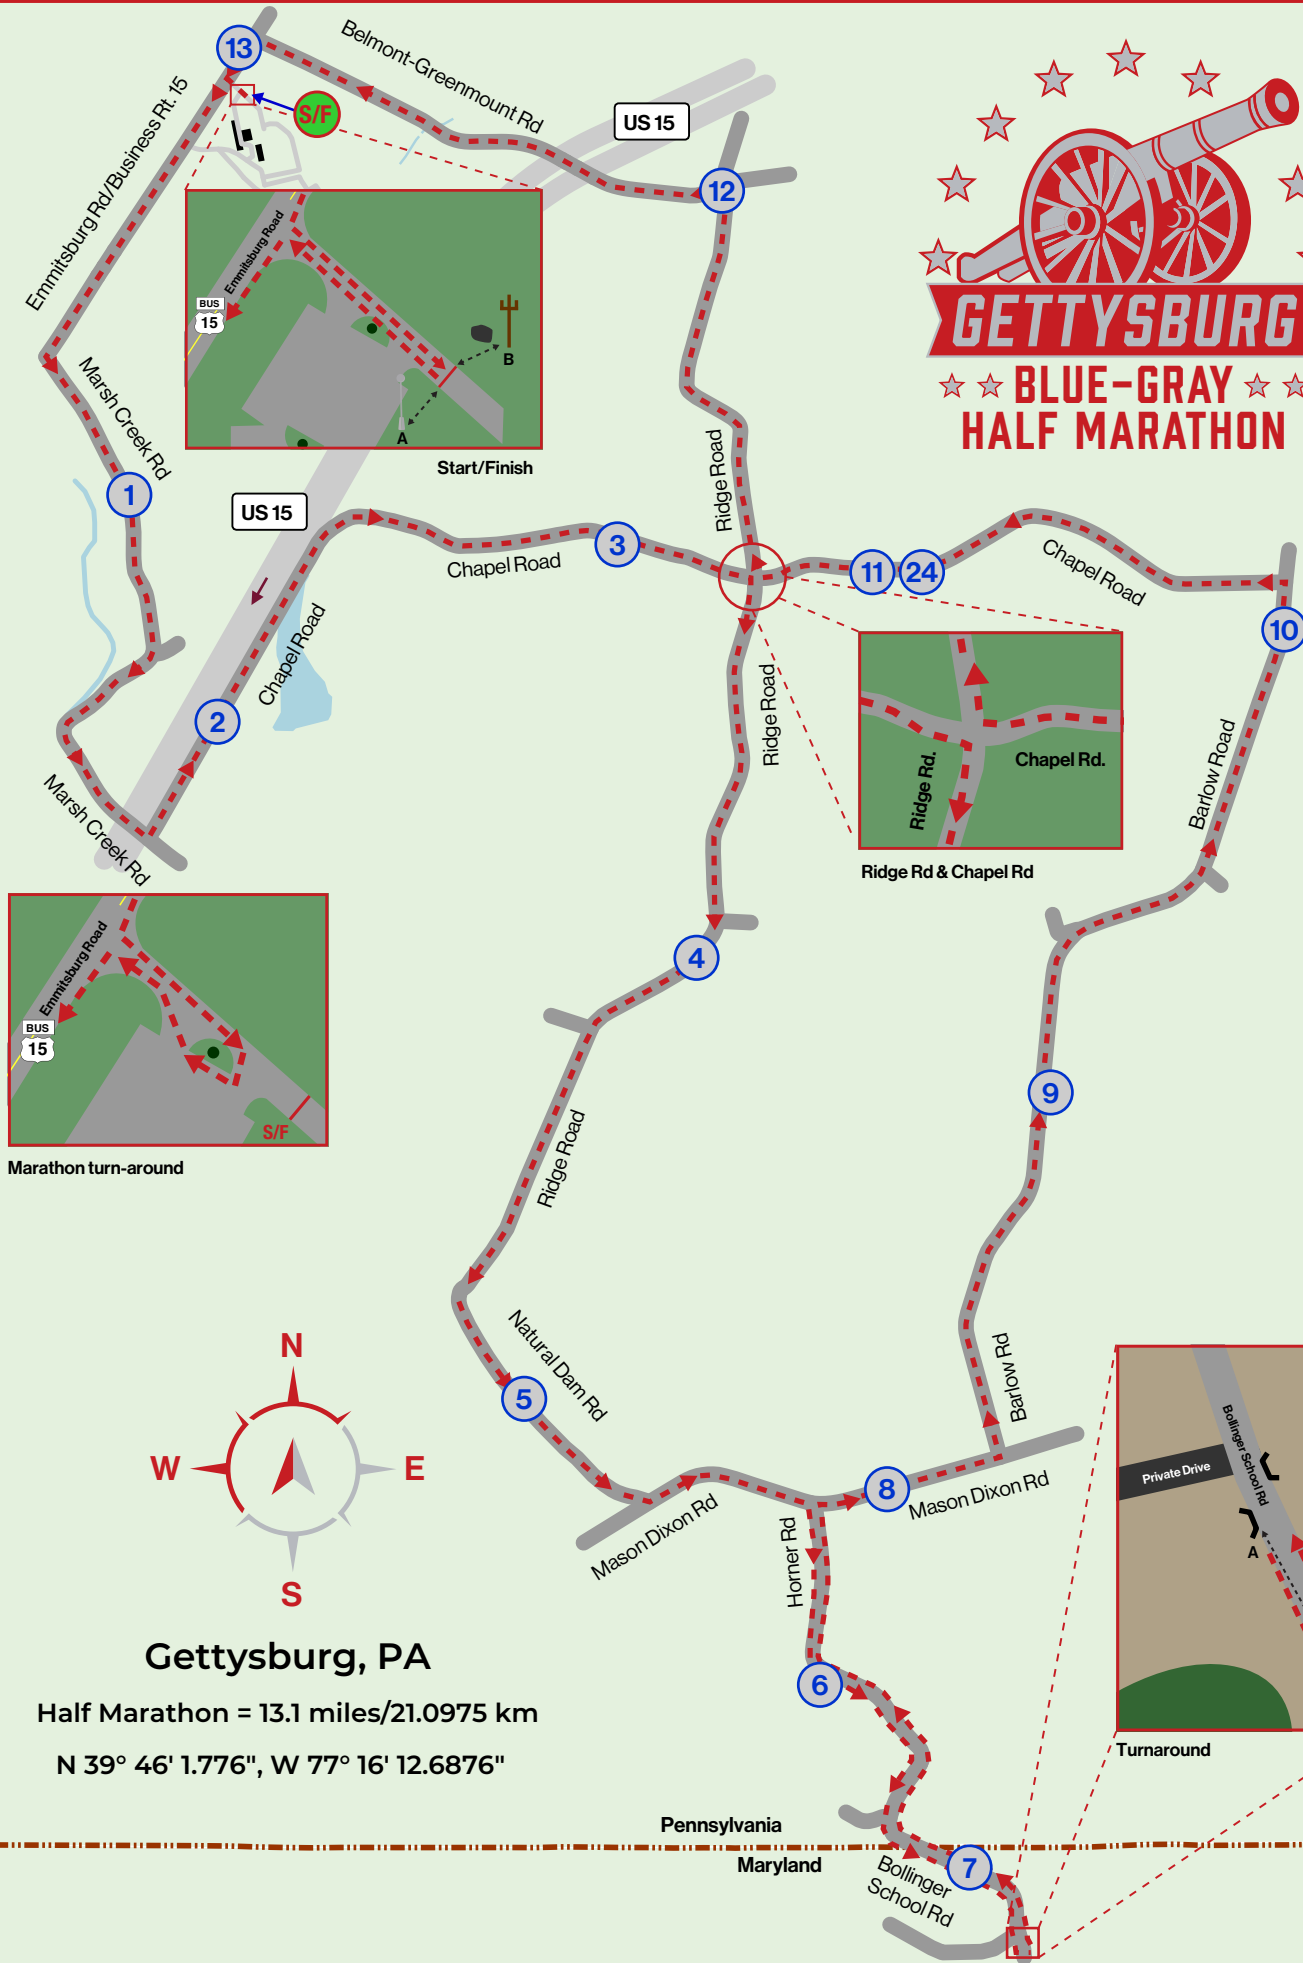 13
Belmont-Greenmount Rd
S/F
US 15
12
Emmitsburg Rd/Business Rt. 15
Emmitsburg Road
BUS
15
B
A
Start/Finish
GETTYSBURG
BLUE-GRAY
HALF MARATHON
Marsh Creek Rd
1
US 15
Ridge Road
3
Chapel Road
11
24
Chapel Road
10
Chapel Road
2
Ridge Road
Ridge Rd.
Chapel Rd.
Ridge Rd & Chapel Rd
Barlow Road
Marsh Creek Rd
Emmitsburg Road
BUS
15
S/F
Marathon turn-around
4
9
Ridge Road
Natural Dam Rd
5
Barlow Rd
N
W
E
S
8
Mason Dixon Rd
Mason Dixon Rd
Horner Rd
Bollinger School Rd
Private Drive
A
Turnaround
6
Gettysburg, PA
Half Marathon = 13.1 miles/21.0975 km
N 39° 46' 1.776", W 77° 16' 12.6876"
Pennsylvania
Maryland
7
Bollinger
School Rd